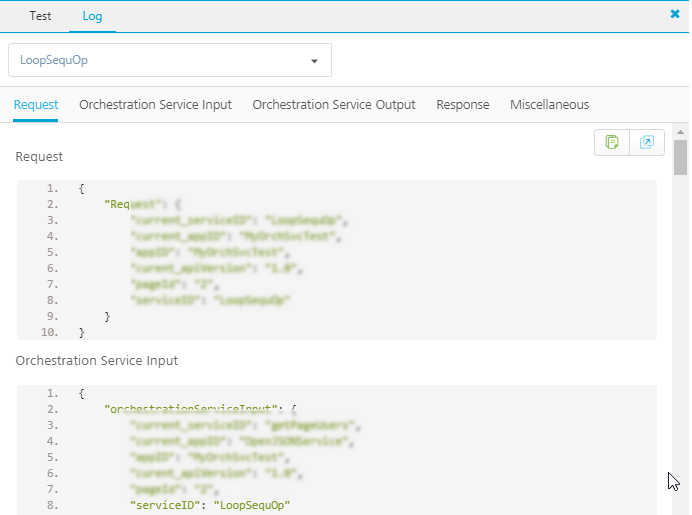 Test Log
LoopSequOp
Request Orchestration Service Input Orchestration Service Output Response Miscellaneous
Request
1. {
2. "Request": {
3. "current_serviceID": "LoopSequOp",
4. "current_appID": "MyOrchSvcTest",
5. "appID": "MyOrchSvcTest",
6. "curent_apiVersion": "1.0",
7. "pageId": "2",
8. "serviceID": "LoopSequOp"
9. }
10. }
Orchestration Service Input
1. {
2. "orchestrationServiceInput": {
3. "current_serviceID": "getPageUsers",
4. "current_appID": "OpenJSONService",
5. "appID": "MyOrchSvcTest",
6. "curent_apiVersion": "1.0",
7. "pageId": "2",
8. "serviceID": "LoopSequOp"